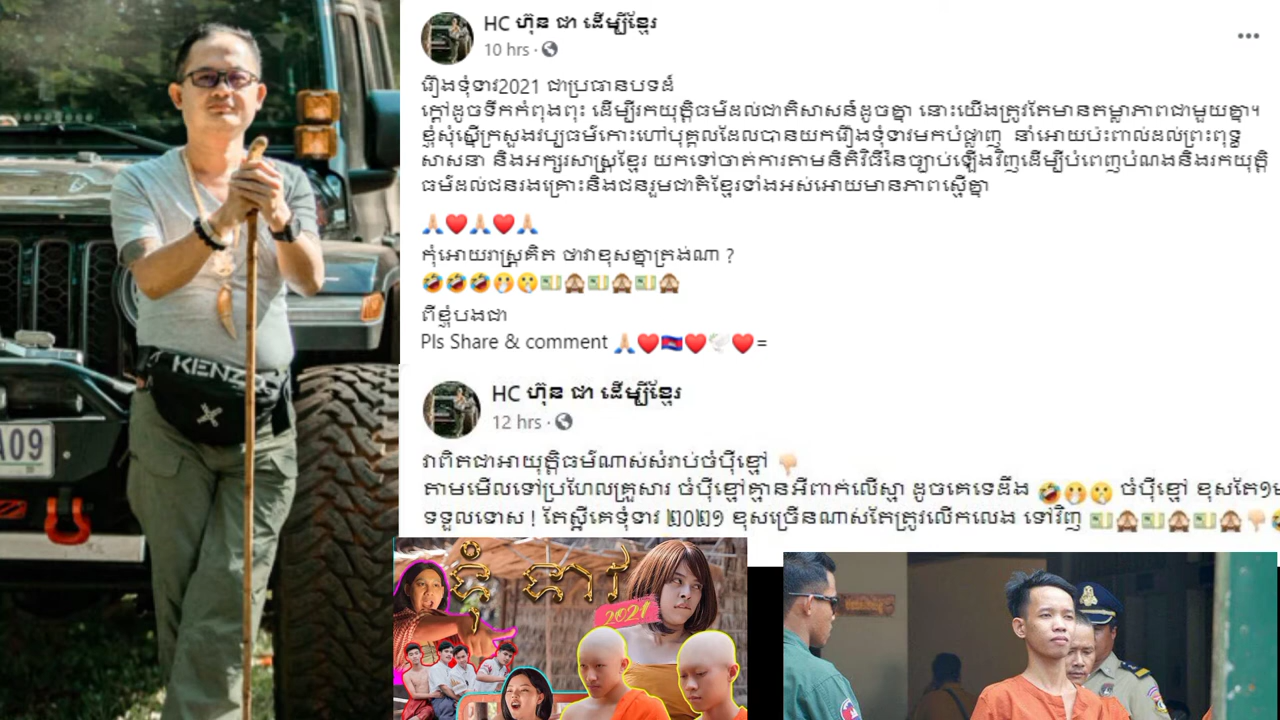 HC ហ៊ុន ជា ដើម្បីខ្មែរ
10 hrs ·
រឿងទុំទាវ2021 ជាប្រធានបទដ៏
ក្តៅដូចទឹកកំពុងពុះ ដើម្បីរកយុត្តិធម៌ដល់ជាតិសាសន៍ដូចគ្នា នោះយើងត្រូវតែមានតម្លាភាពជាមួយគ្នា។
ខ្ញុំសុំស្នើក្រសួងវប្បធម៌កោះហៅបុគ្គលដែលបានយករឿងទុំទាវមកបំផ្លាញ នាំអោយប៉ះពាល់ដល់ព្រះពុទ្ធ
សាសនា និងអក្សរសាស្ត្រខ្មែរ យកទៅចាត់ការតាមនិតិវិធីនៃច្បាប់ឡើងវិញដើម្បីបំពេញបំណងនិងរកយុត្តិ
ធម៌ដល់ជនរងគ្រោះនិងជនរួមជាតិខ្មែរទាំងអស់អោយមានភាពស្មើគ្នា
🙏🏻❤️🙏🏻❤️🙏🏻
កុំអោយរាស្ត្រគិត ថាវាខុសគ្នាត្រង់ណា ?
🤣🤣🤣🤭🤫💵🙈💵🙈💵🙈
ពីខ្ញុំបងជា
Pls Share & comment 🙏🏻❤️🇰🇭❤️🕊️❤️=
HC ហ៊ុន ជា ដើម្បីខ្មែរ
12 hrs ·
វាពិតជាអាយុត្តិធម៌ណាស់សំរាប់ចំប៉ីខ្មៅ 👇🏻
តាមមើលទៅប្រហែលគ្រួសារ ចំប៉ីខ្មៅគ្មានអីពាក់លើស្មា ដូចគេទេដឹង 🤣🤭🤫 ចំប៉ីខ្មៅ ខុសតែ១ម
ទទួលទោស ! តែស្អីគេទុំទាវ ២០២១ ខុសច្រើនណាស់តែត្រូវលើកលែង ទៅវិញ 💵🙈💵🙈💵🙈👇🏻🤣
KENZO
A09
ទុំ ទាវ
2021